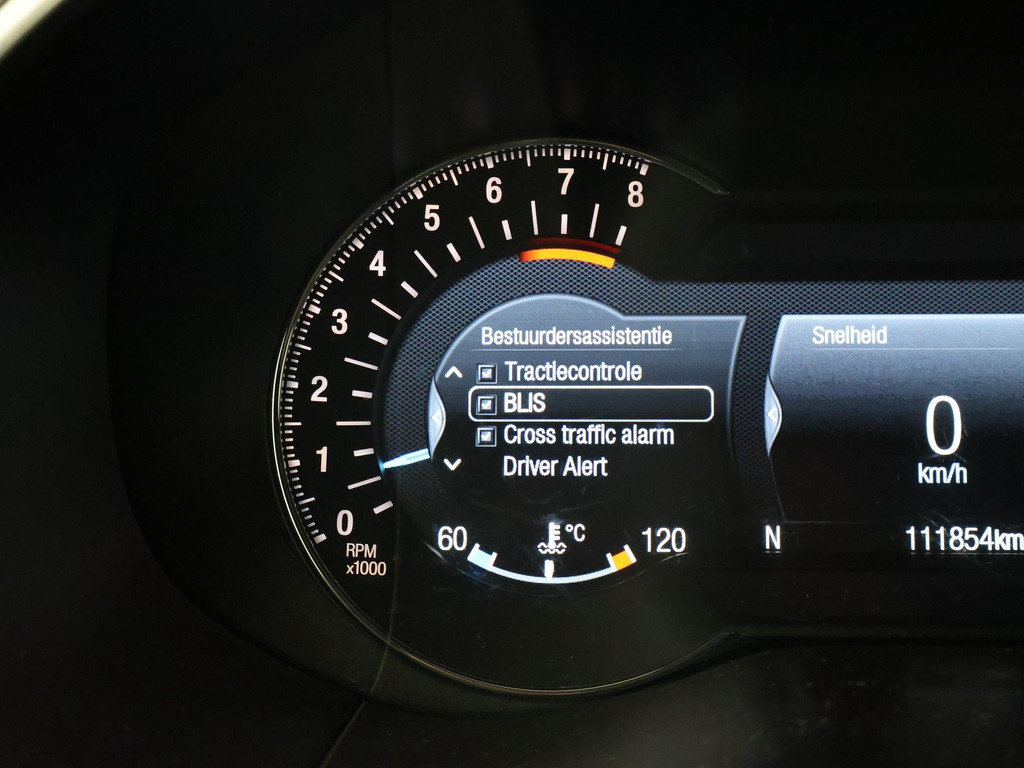 8
7
6
5
4
3
2
1
0
RPM
x1000
Bestuurdersassistentie
Tractiecontrole
BLIS
Cross traffic alarm
Driver Alert
60
°C
120
Snelheid
0
km/h
N
111854km